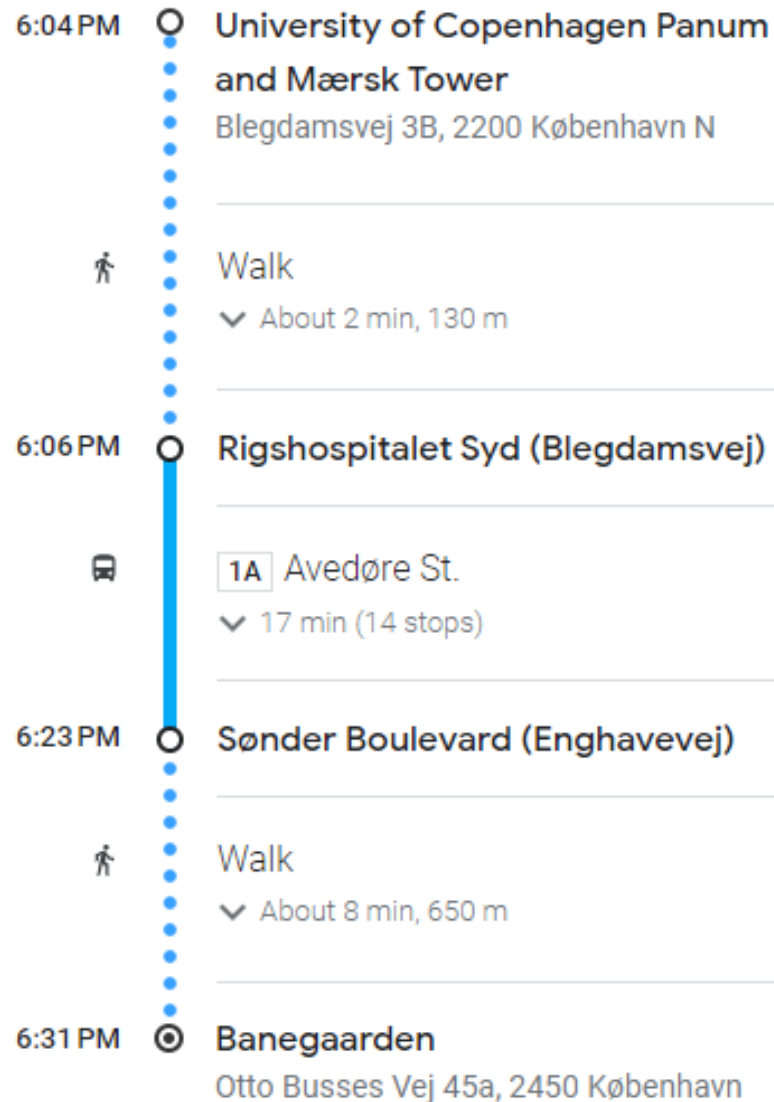 6:04 PM University of Copenhagen Panum
and Mærsk Tower
Blegdamsvej 3B, 2200 København N
Walk
About 2 min, 130 m
6:06 PM Rigshospitalet Syd (Blegdamsvej)
1A Avedøre St.
17 min (14 stops)
6:23 PM Sønder Boulevard (Enghavevej)
Walk
About 8 min, 650 m
6:31 PM Banegaarden
Otto Busses Vej 45a, 2450 København